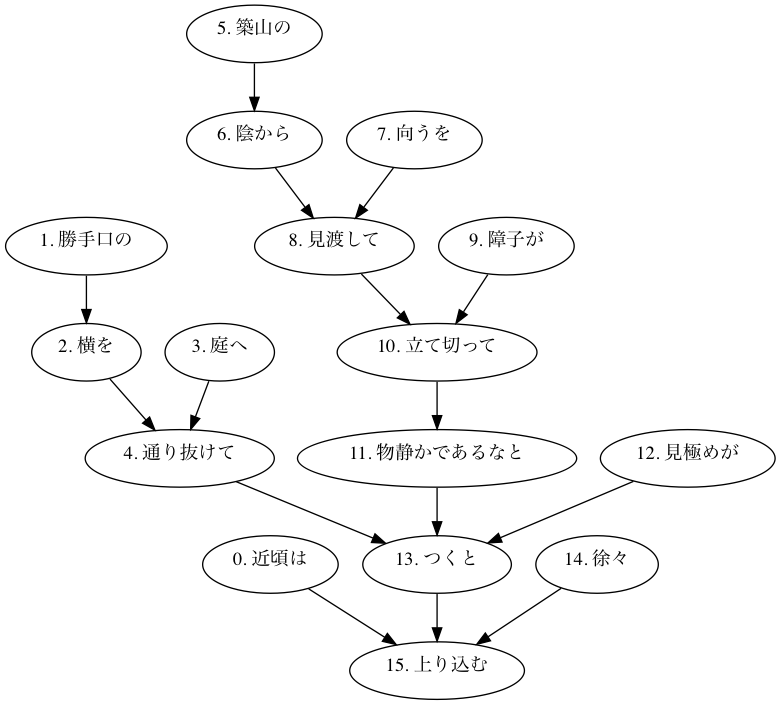 5. 築山の
6. 陰から
7. 向うを
1. 勝手口の
8. 見渡して
9. 障子が
2. 横を
3. 庭へ
10. 立て切って
4. 通り抜けて
11. 物静かであるなと
12. 見極めが
0. 近頃は
13. つくと
14. 徐々
15. 上り込む